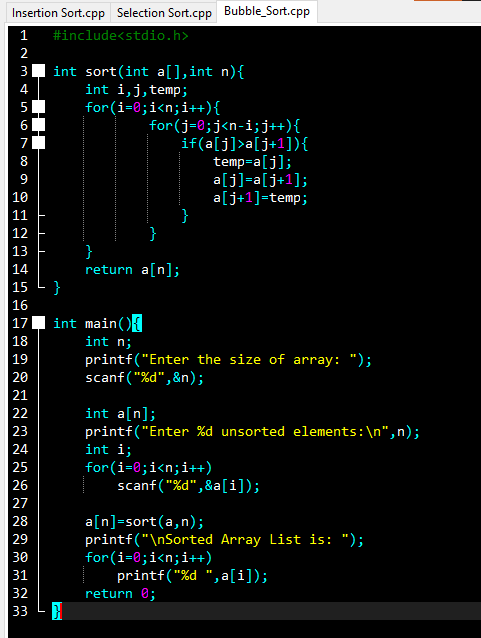 Insertion Sort.cpp Selection Sort.cpp Bubble_Sort.cpp
1 #include<stdio.h>
2
3 int sort(int a[],int n){
4 int i,j,temp;
5 for(i=0;i<n;i++){
6 for(j=0;j<n-i;j++){
7 if(a[j]>a[j+1]){
8 temp=a[j];
9 a[j]=a[j+1];
10 a[j+1]=temp;
11 }
12 }
13 }
14 return a[n];
15 }
16
17 int main(){
18 int n;
19 printf("Enter the size of array: ");
20 scanf("%d",&n);
21
22 int a[n];
23 printf("Enter %d unsorted elements:\n",n);
24 int i;
25 for(i=0;i<n;i++)
26 scanf("%d",&a[i]);
27
28 a[n]=sort(a,n);
29 printf("\nSorted Array List is: ");
30 for(i=0;i<n;i++)
31 printf("%d ",a[i]);
32 return 0;
33 }